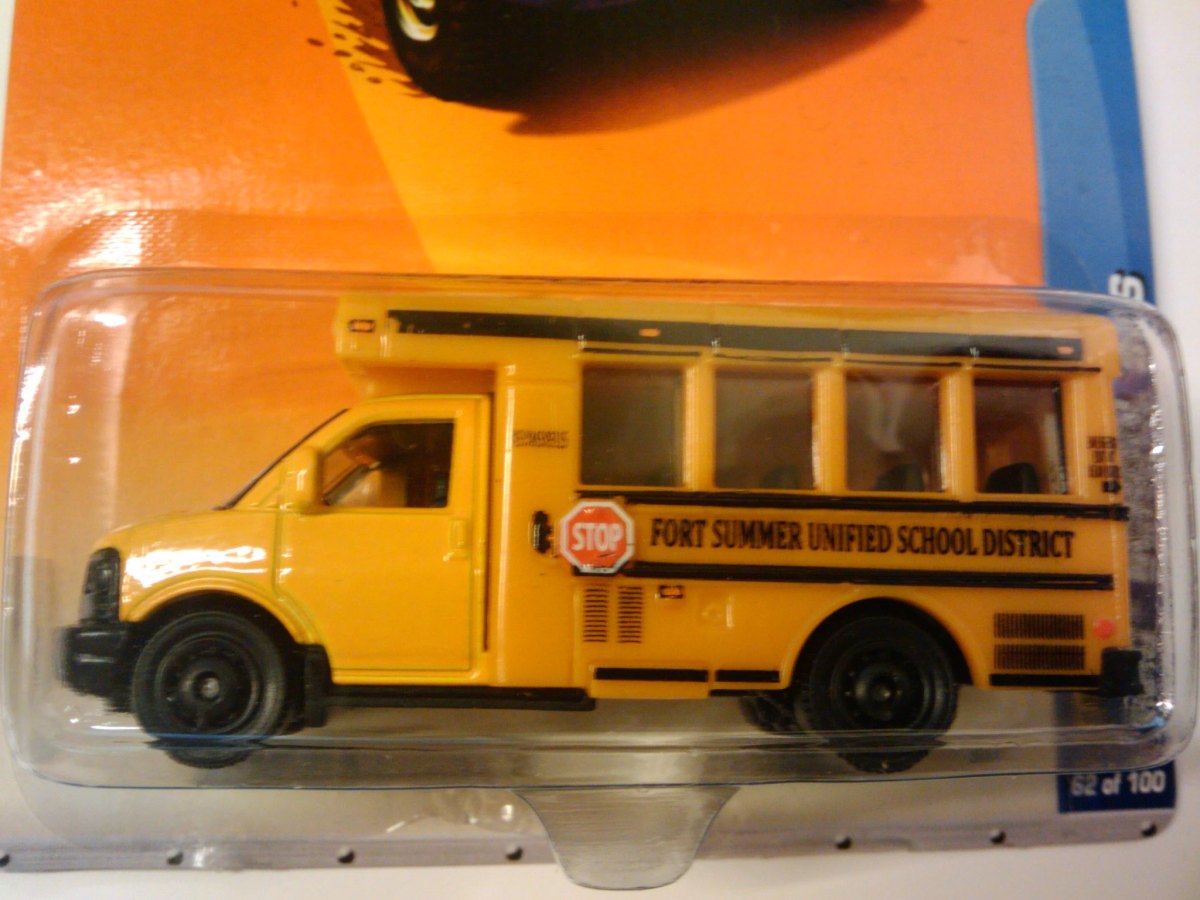 STOP
FORT SUMMER UNIFIED SCHOOL DISTRICT
62 of 100